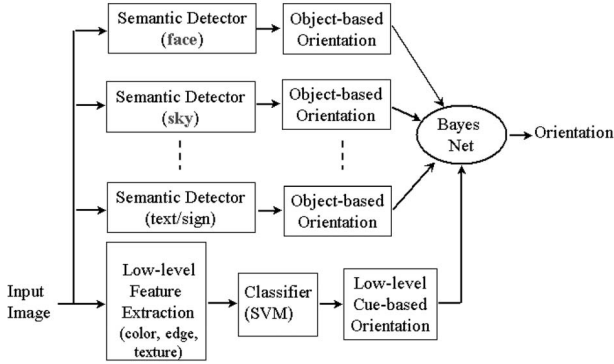 Semantic Detector
(face)
Object-based
Orientation
Semantic Detector
(sky)
Object-based
Orientation
Bayes
Net
Orientation
Semantic Detector
(text/sign)
Object-based
Orientation
Input
Image
Low-level
Feature
Extraction
(color, edge,
texture)
Classifier
(SVM)
Low-level
Cue-based
Orientation